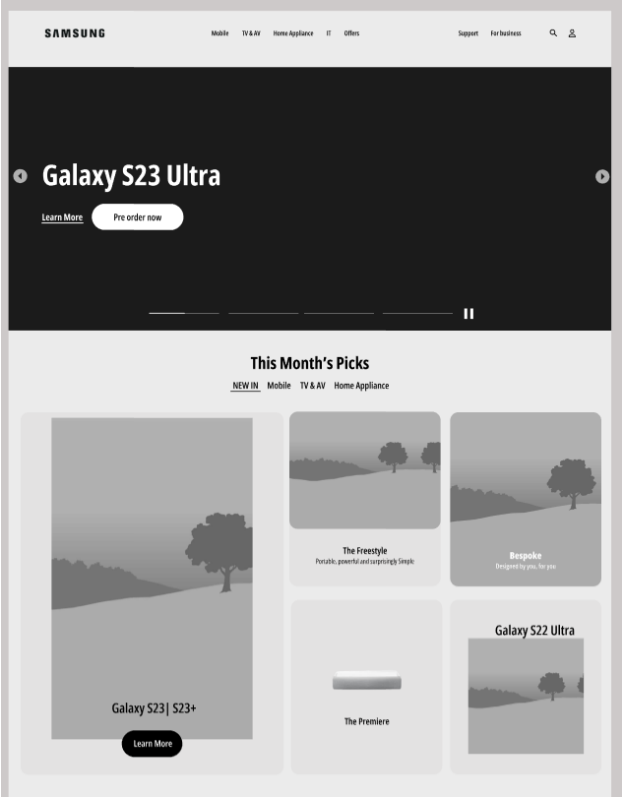 SAMSUNG
Mobile TV & AV Home Appliance IT Offers Support For business
Galaxy S23 Ultra
Learn More Pre order now
This Month's Picks
NEW IN Mobile TV & AV Home Appliance
Galaxy S23| S23+
Learn More
The Freestyle
Portable, powerful and surprisingly Simple
Bespoke
Designed by you, for you
The Premiere
Galaxy S22 Ultra